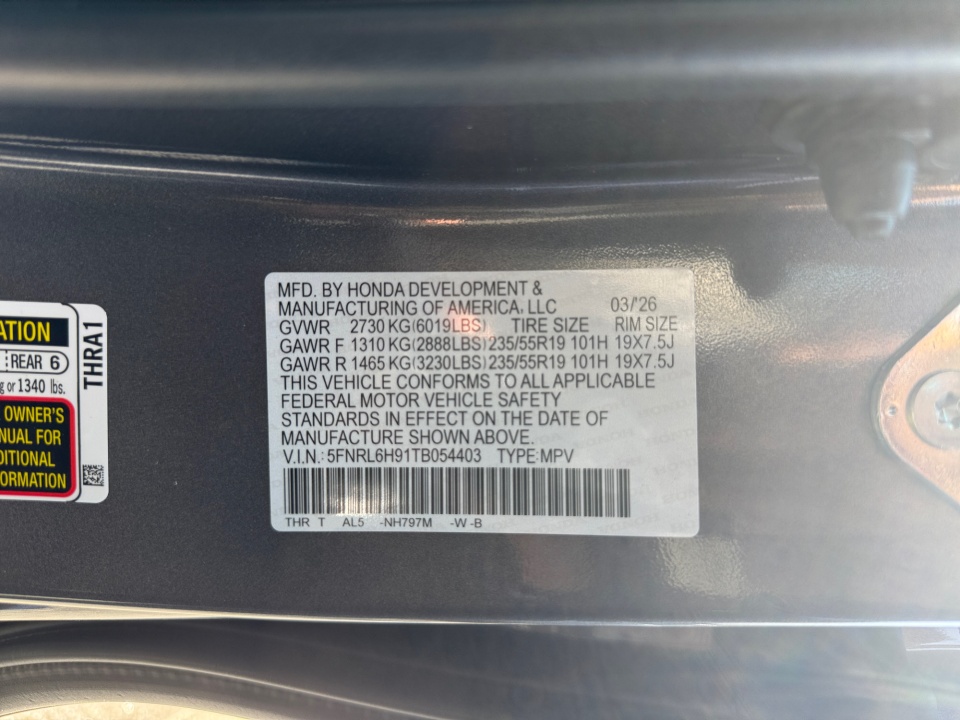 ATION
REAR 6
g or 1340 lbs.
OWNER'S
NUAL FOR
DITIONAL
FORMATION
THRA1
MFD. BY HONDA DEVELOPMENT &
MANUFACTURING OF AMERICA, LLC 03/'26
GVWR 2730 KG(6019LBS) TIRE SIZE RIM SIZE
GAWR F 1310 KG(2888LBS) 235/55R19 101H 19X7.5J
GAWR R 1465 KG(3230LBS) 235/55R19 101H 19X7.5J
THIS VEHICLE CONFORMS TO ALL APPLICABLE
FEDERAL MOTOR VEHICLE SAFETY
STANDARDS IN EFFECT ON THE DATE OF
MANUFACTURE SHOWN ABOVE.
V.I.N.: 5FNRL6H91TB054403 TYPE:MPV
THR T AL5 -NH797M -W -B